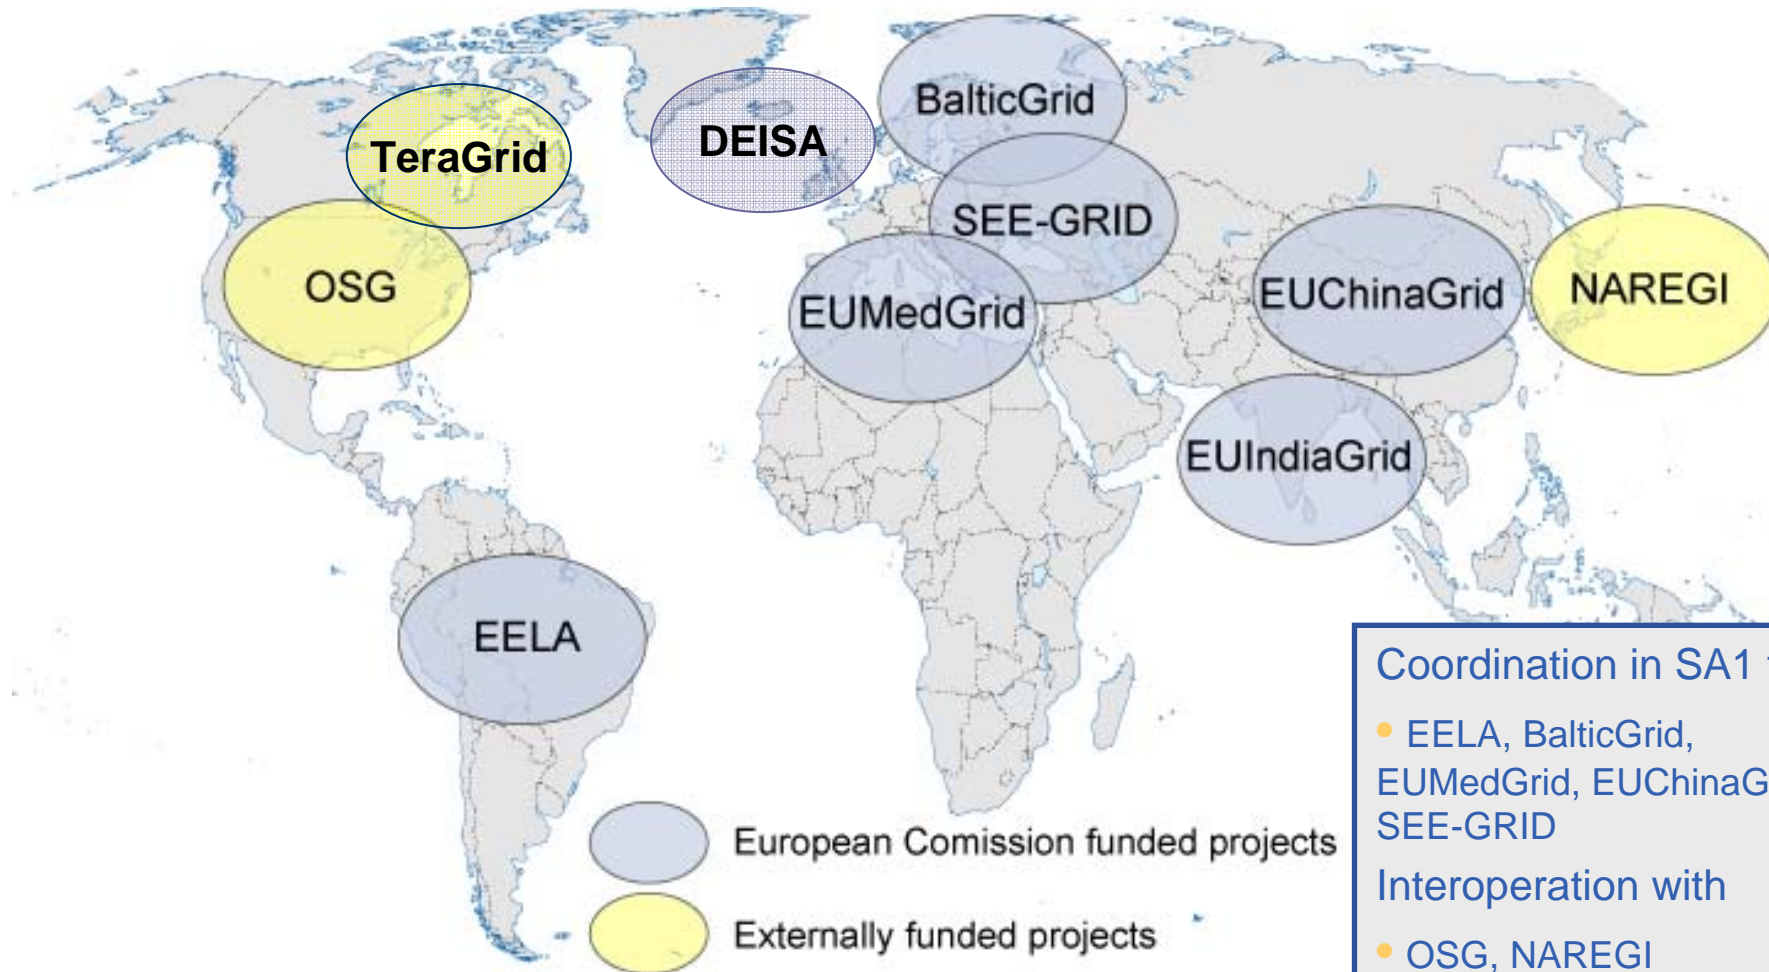 BalticGrid
DEISA
TeraGrid
SEE-GRID
OSG
EUMedGrid
EUChinaGrid
NAREGI
EUIndiaGrid
EELA
European Comission funded projects
Externally funded projects
Coordination in SA1
• EELA, BalticGrid,
EUMedGrid, EUChinaG
SEE-GRID
Interoperation with
• OSG, NAREGI